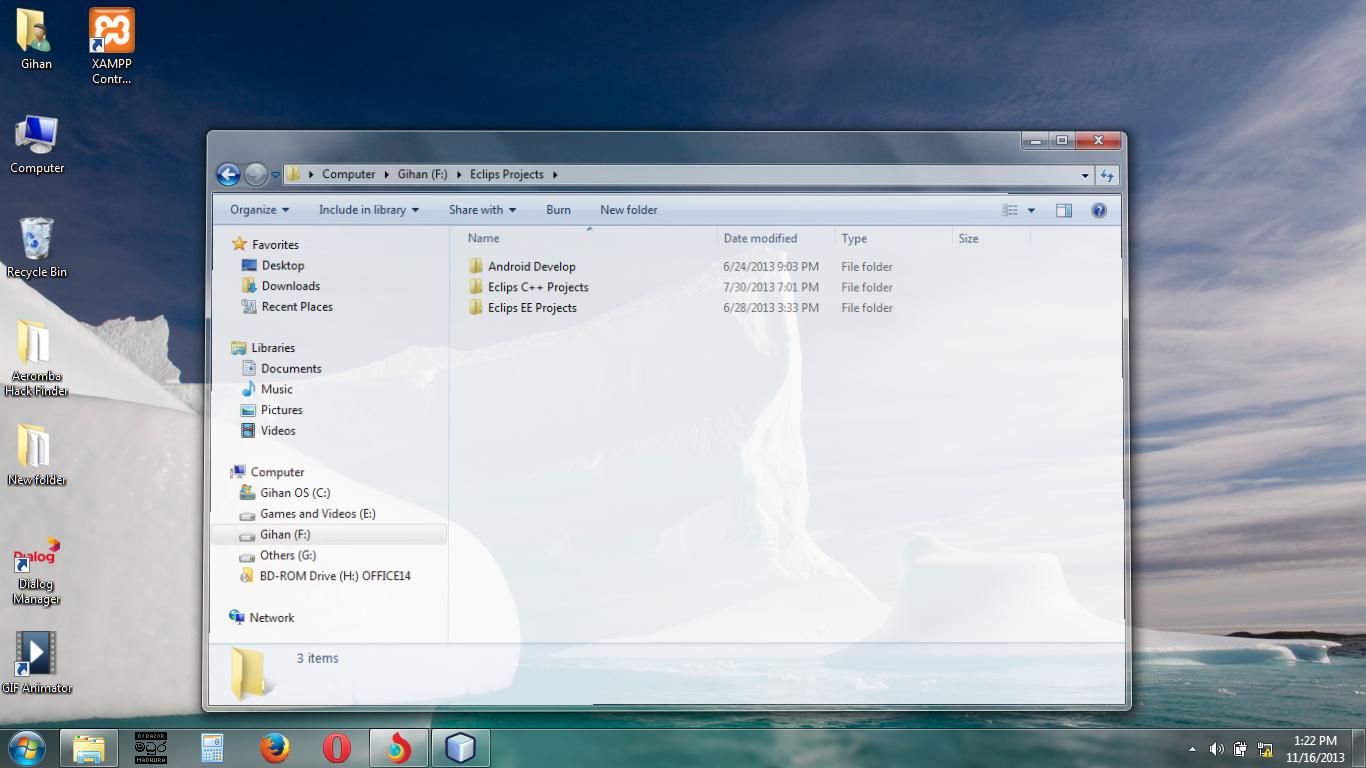 Gihan
XAMPP
Contr...
Computer
Recycle Bin
Aeromba
Hack Finder
New folder
Dialog
Dialog
Manager
GIF Animator
Computer
Gihan (F:)
Eclips Projects
Organize
Include in library
Share with
Burn
New folder
Favorites
Desktop
Downloads
Recent Places
Libraries
Documents
Music
Pictures
Videos
Computer
Gihan OS (C:)
Games and Videos (E:)
Gihan (F:)
Others (G:)
BD-ROM Drive (H:) OFFICE14
Network
Name Date modified Type Size
Android Develop 6/24/2013 9:03 PM File folder
Eclips C++ Projects 7/30/2013 7:01 PM File folder
Eclips EE Projects 6/28/2013 3:33 PM File folder
3 items
DJ RAZOR
MADHURA
1:22 PM
11/16/2013